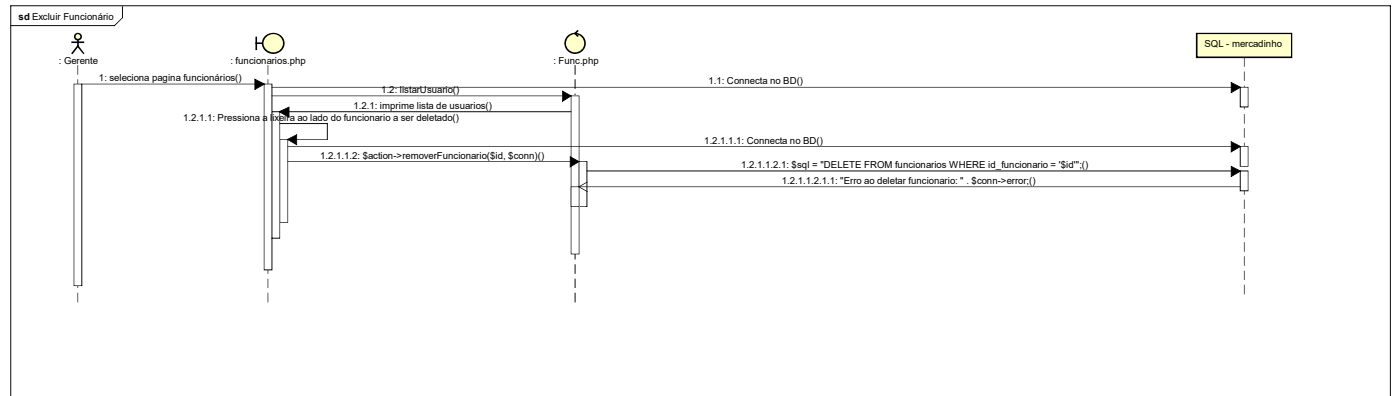 sd Excluir Funcionário
: Gerente
: funcionarios.php
: Func.php
SQL - mercadinho
1: seleciona pagina funcionários()
1.1: Connecta no BD()
1.2: listarUsuario()
1.2.1: imprime lista de usuarios()
1.2.1.1: Pressiona a lixeira ao lado do funcionario a ser deletado()
1.2.1.1.1: Connecta no BD()
1.2.1.1.2: $action->removerFuncionario($id, $conn)()
1.2.1.1.2.1: $sql = "DELETE FROM funcionarios WHERE id_funcionario = '$id'";()
1.2.1.1.2.1.1: "Erro ao deletar funcionario: " . $conn->error;()